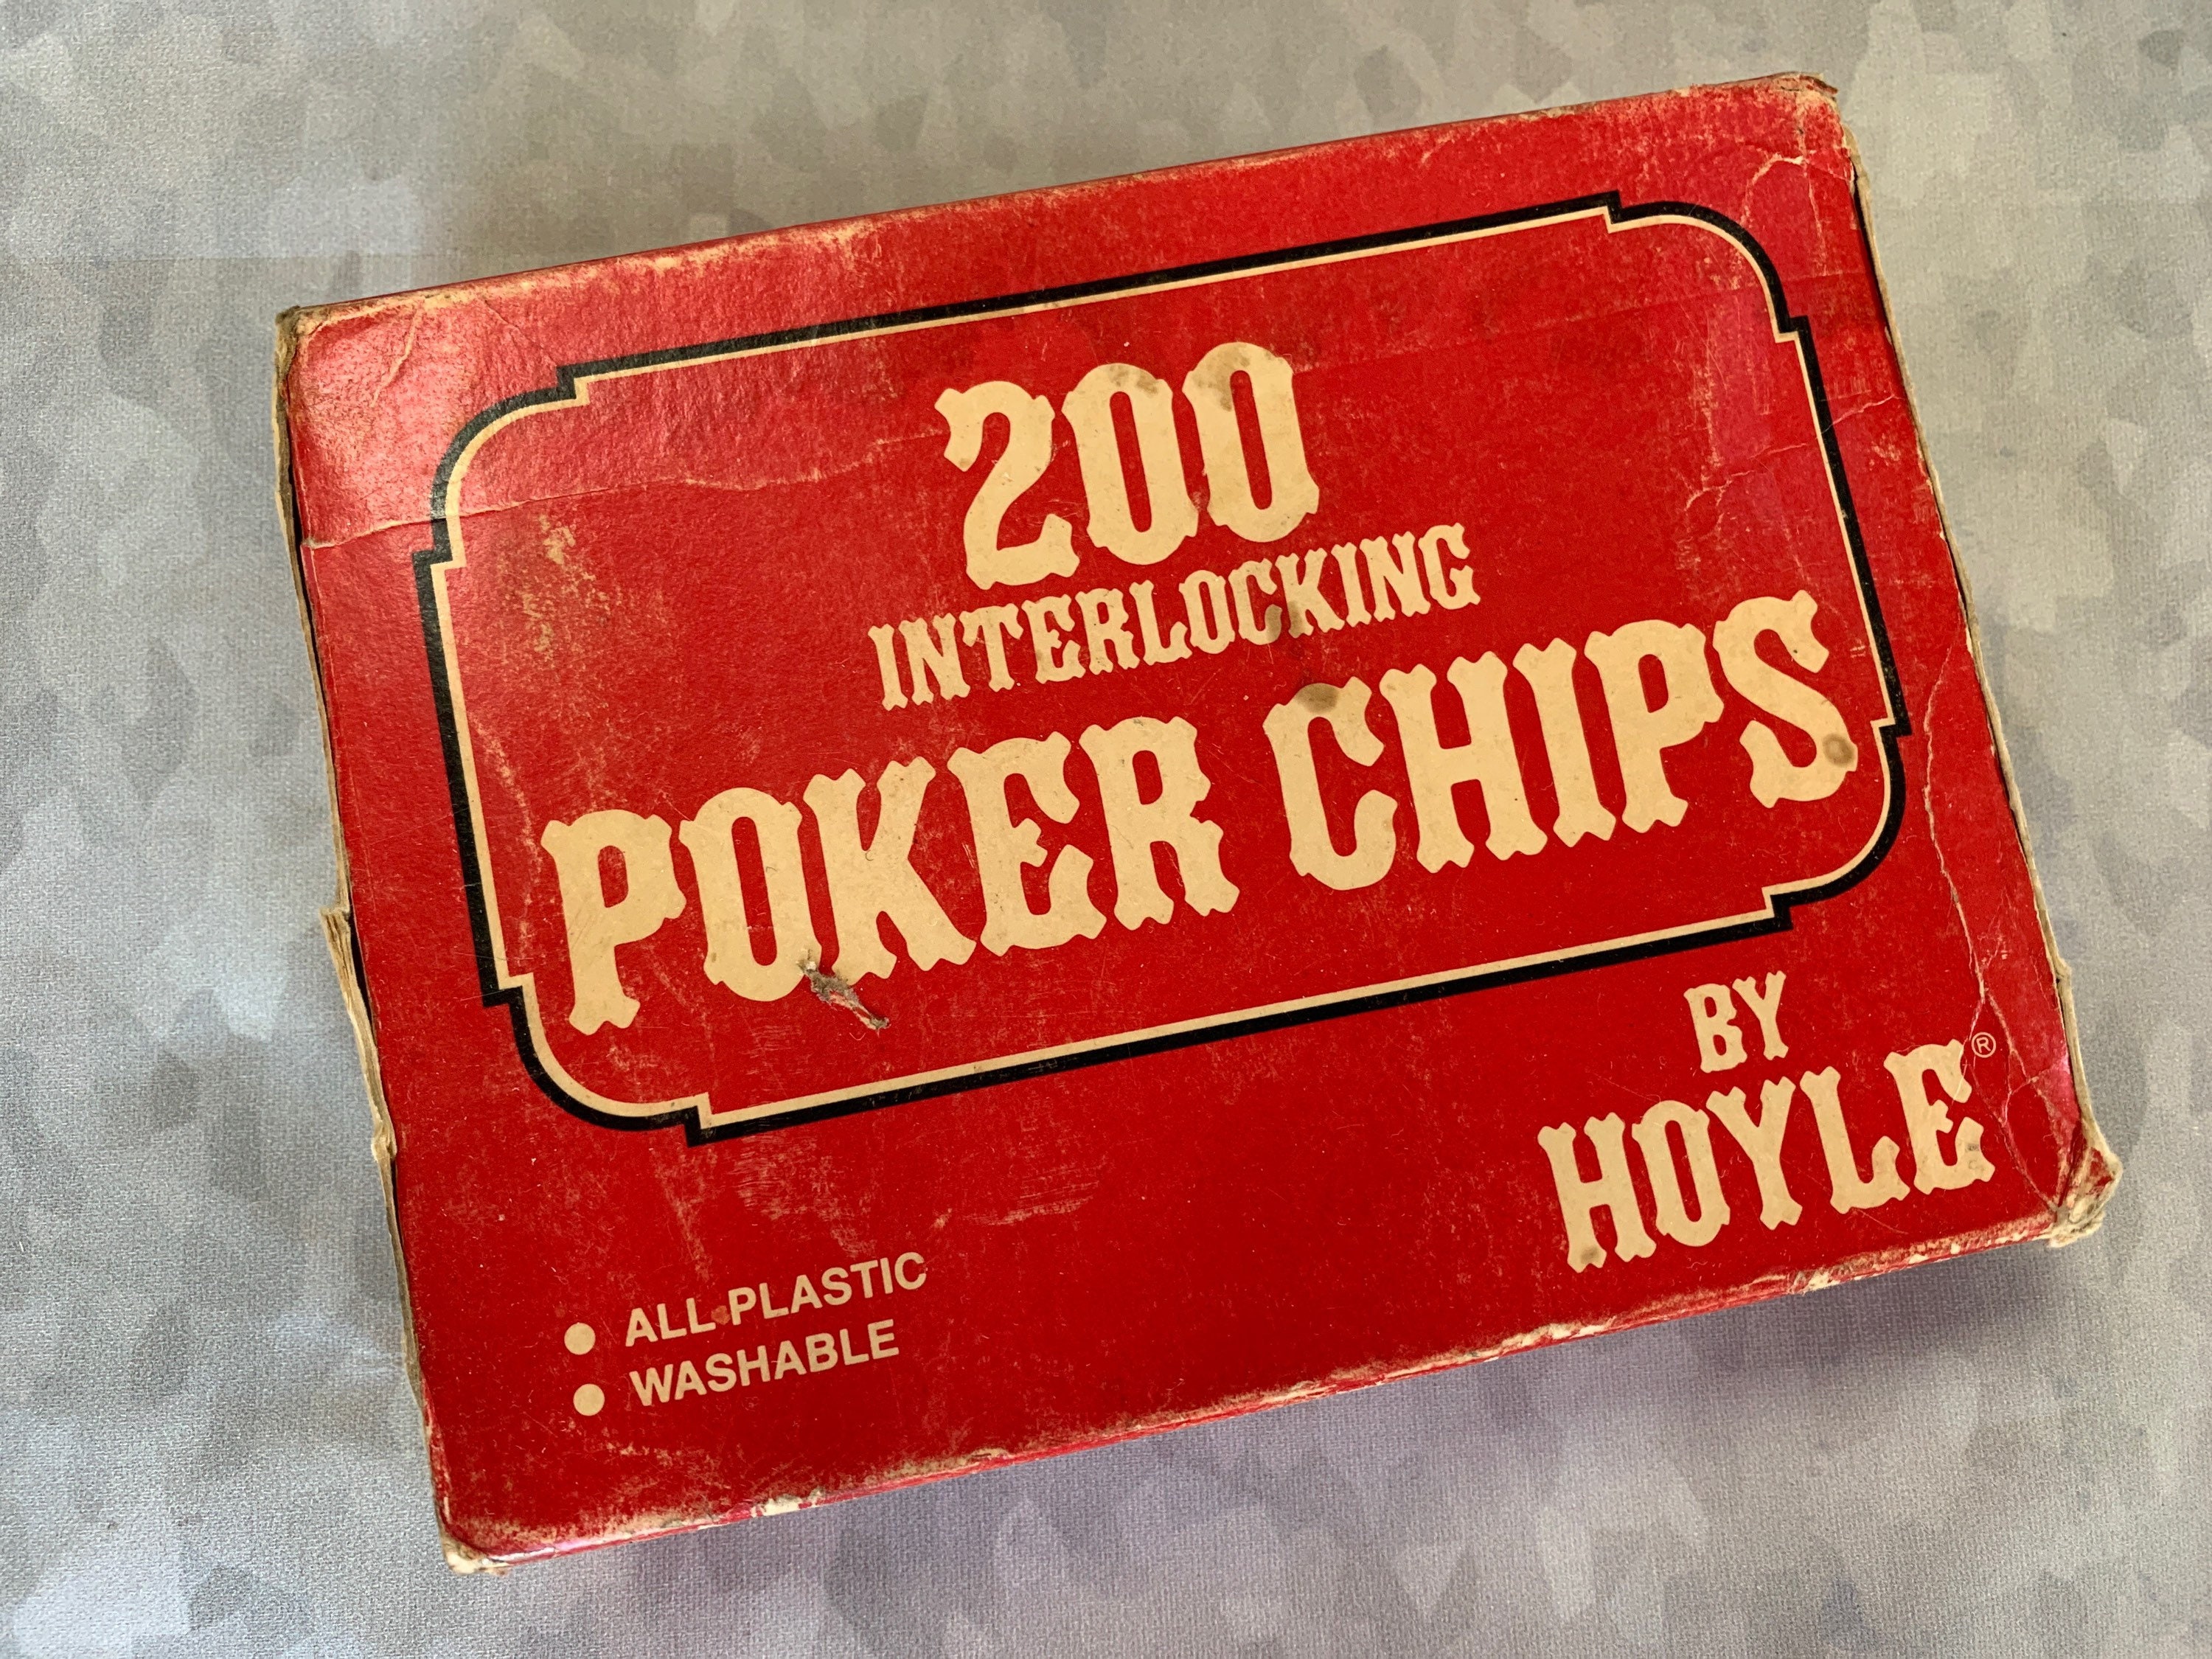 200
INTERLOCKING
POKER CHIPS
BY
HOYLE®
● ALL PLASTIC
● WASHABLE